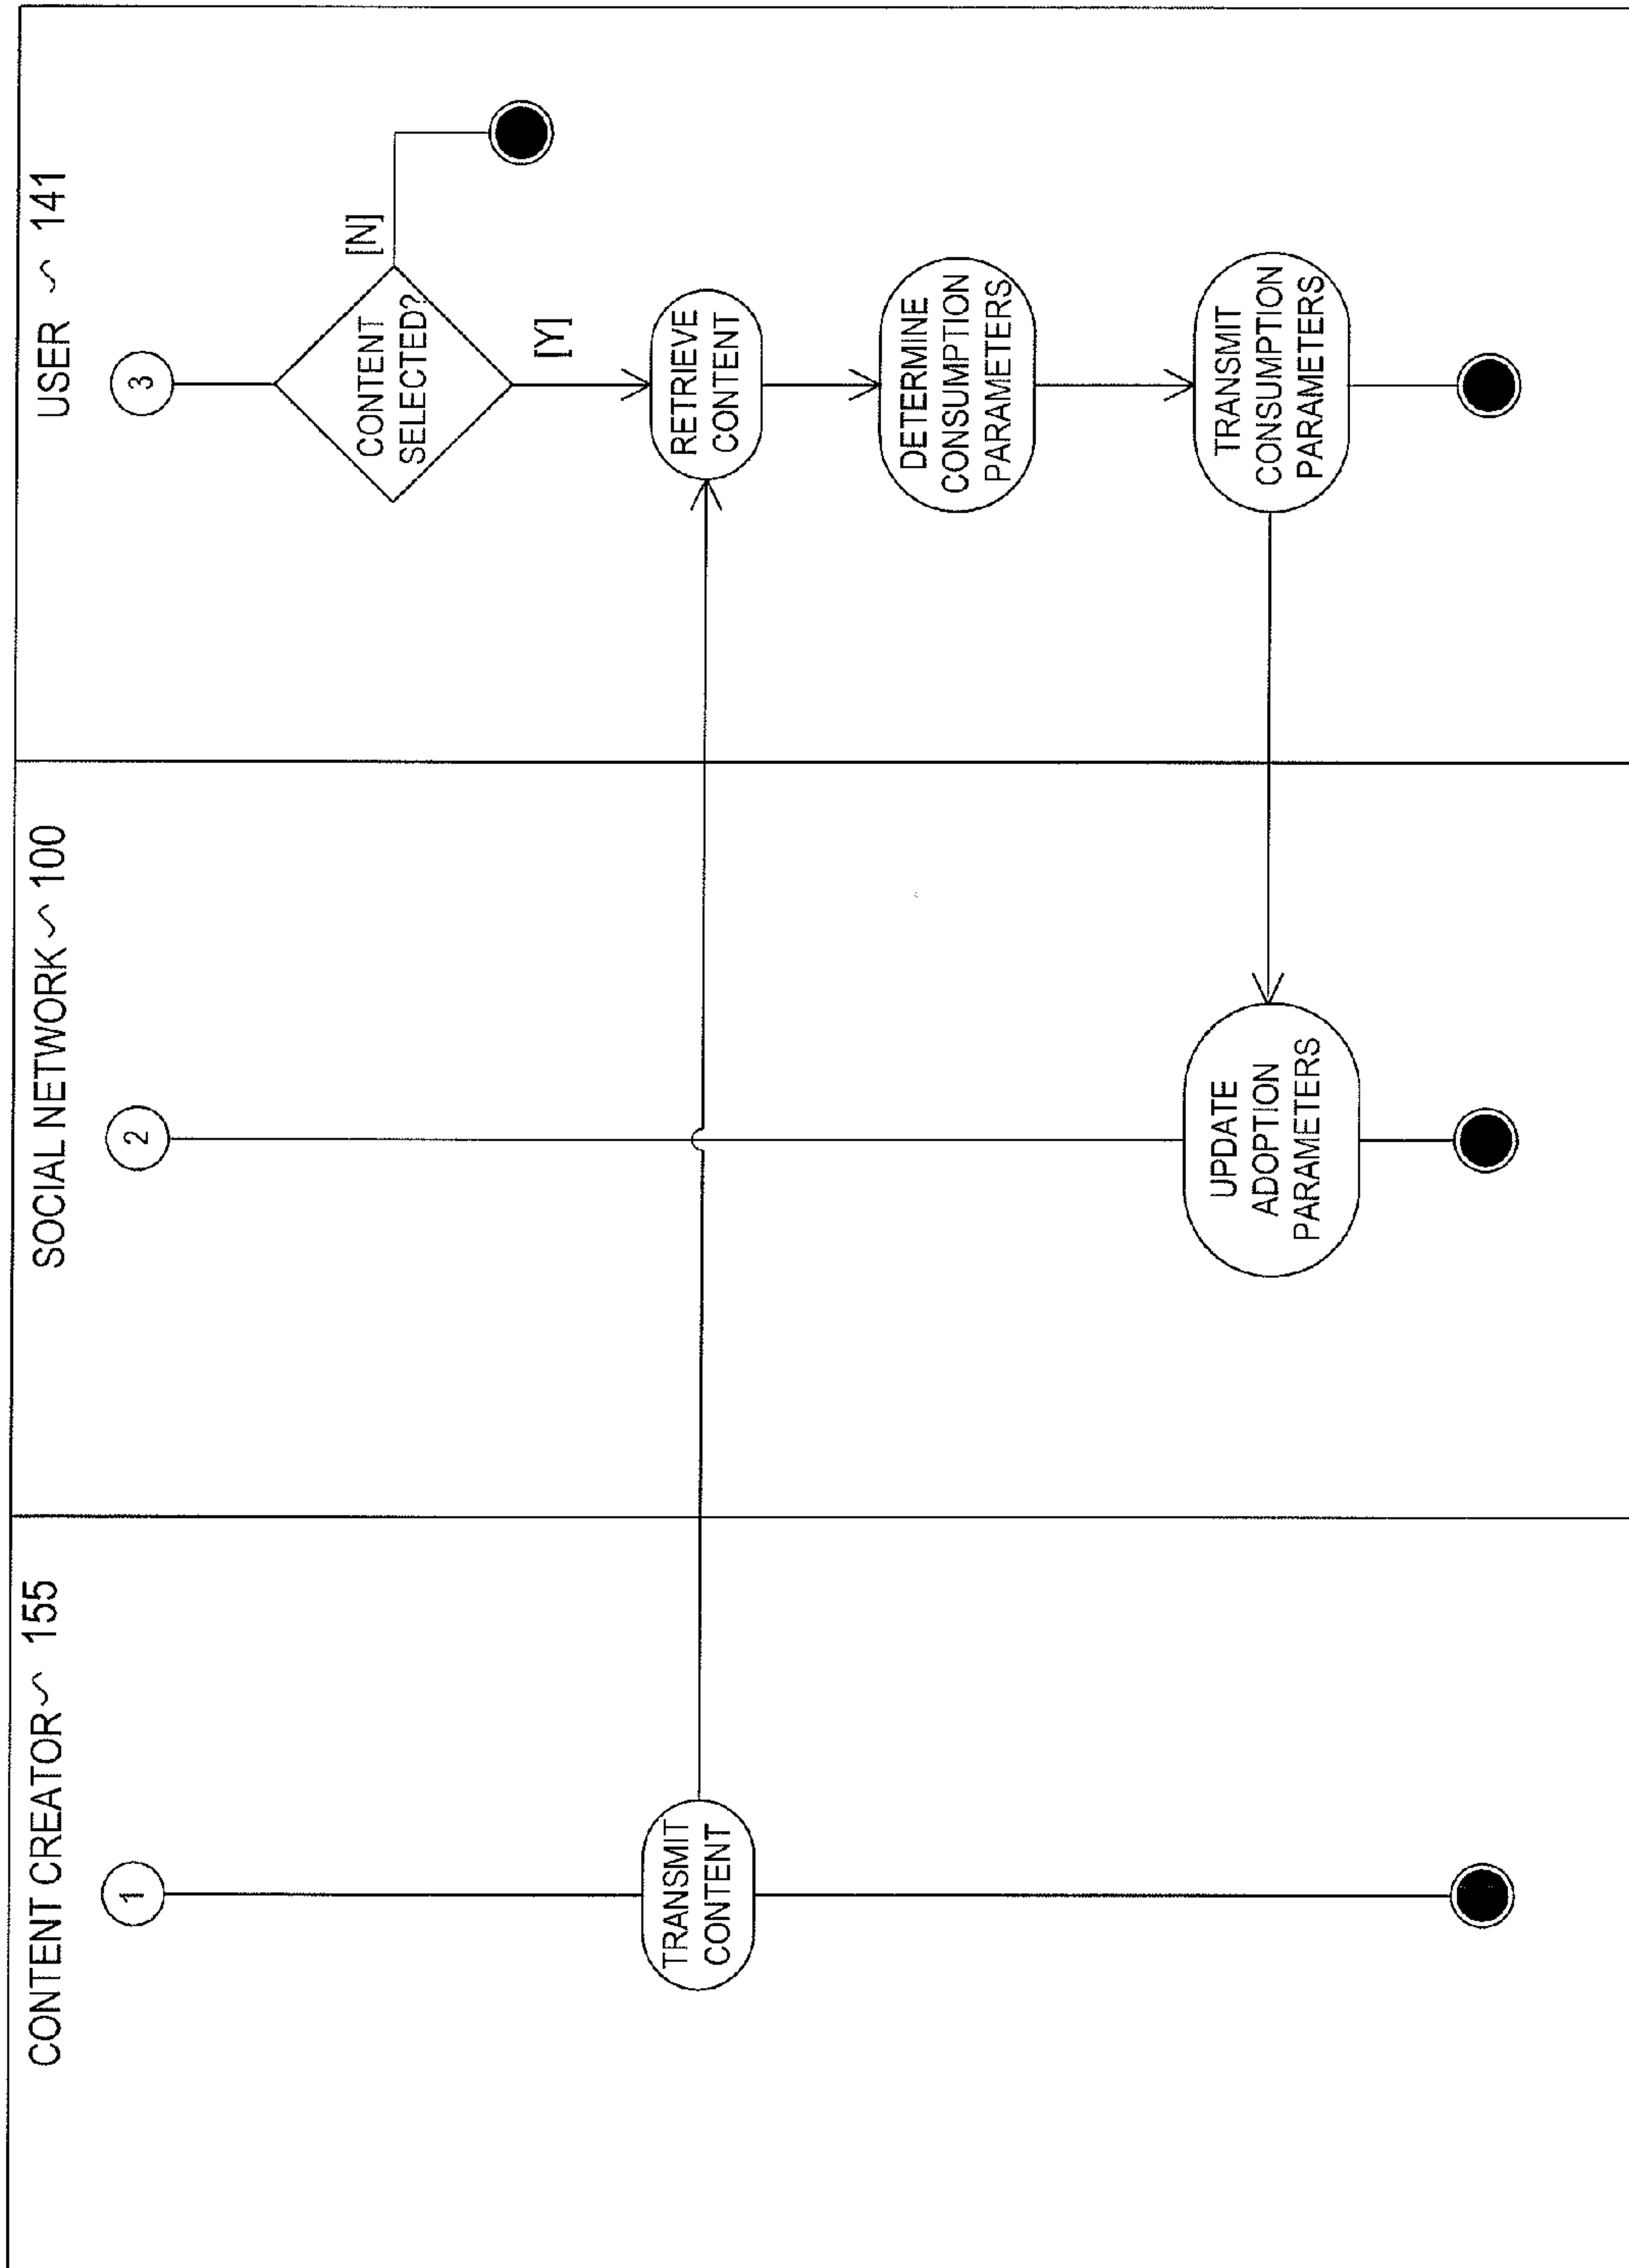 CONTENT CREATOR ~ 155
SOCIAL NETWORK ~ 100
USER ~ 141
1
2
3
CONTENT
SELECTED?
[N]
[Y]
TRANSMIT
CONTENT
RETRIEVE
CONTENT
DETERMINE
CONSUMPTION
PARAMETERS
UPDATE
ADOPTION
PARAMETERS
TRANSMIT
CONSUMPTION
PARAMETERS